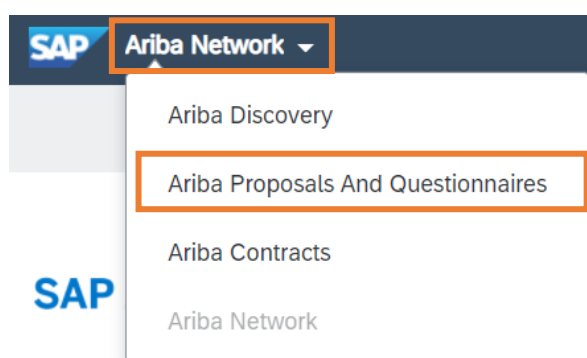 SAP Ariba Network
Ariba Discovery
Ariba Proposals And Questionnaires
Ariba Contracts
SAP
Ariba Network